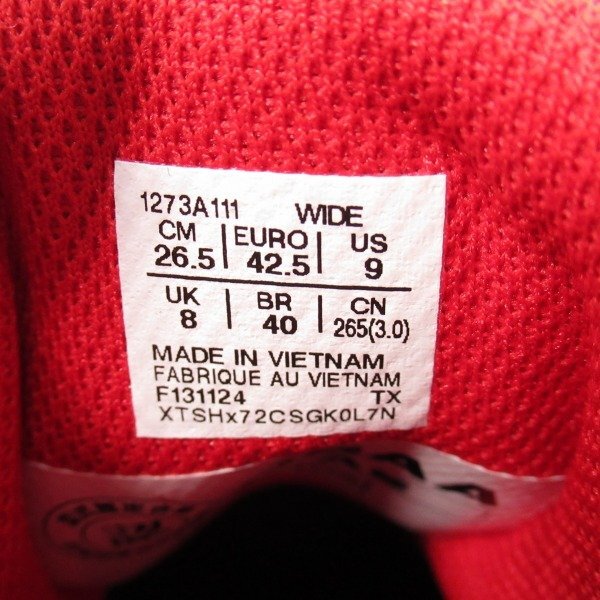 1273A111 WIDE
CM EURO US
26.5 42.5 9
UK BR CN
8 40 265(3.0)
MADE IN VIETNAM
FABRIQUE AU VIETNAM
F131124 TX
XTSHx72CSGK0L7N